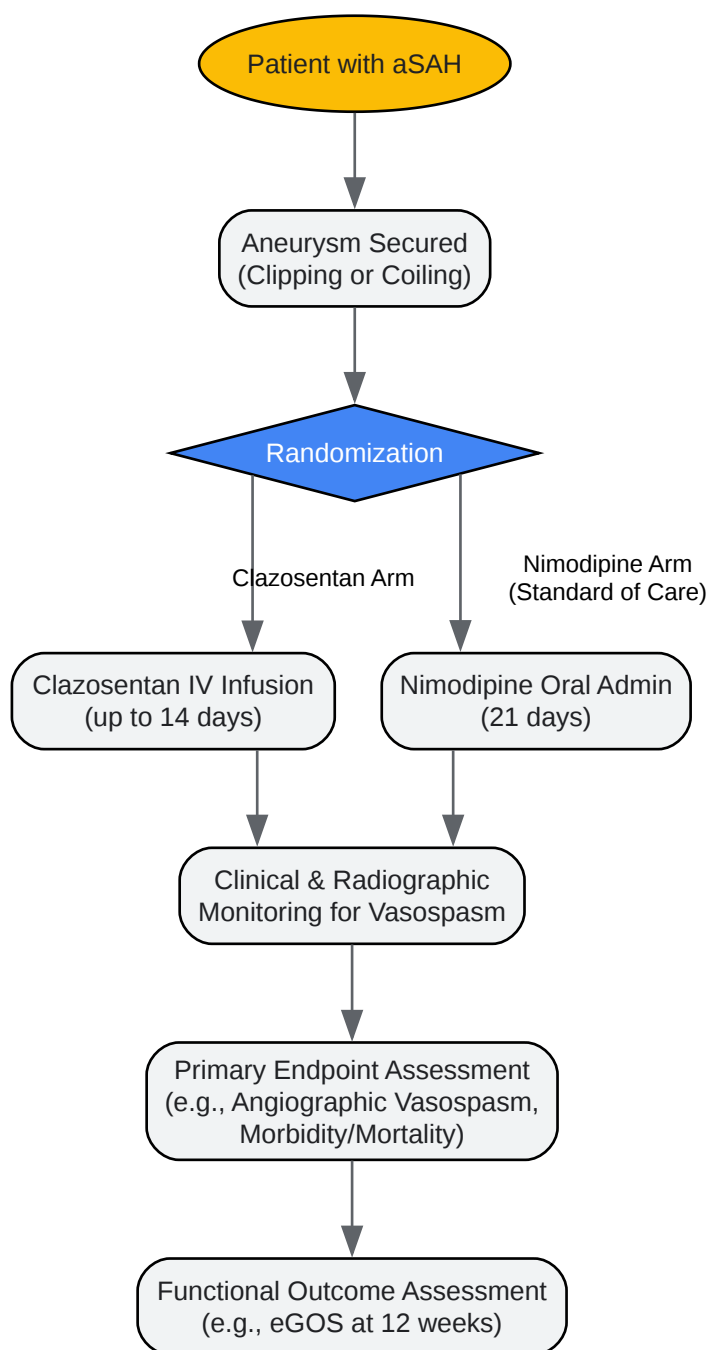 Patient with aSAH
Aneurysm Secured
(Clipping or Coiling)
Randomization
Clazosentan Arm
Nimodipine Arm
(Standard of Care)
Clazosentan IV Infusion
(up to 14 days)
Nimodipine Oral Admin
(21 days)
Clinical & Radiographic
Monitoring for Vasospasm
Primary Endpoint Assessment
(e.g., Angiographic Vasospasm,
Morbidity/Mortality)
Functional Outcome Assessment
(e.g., eGOS at 12 weeks)